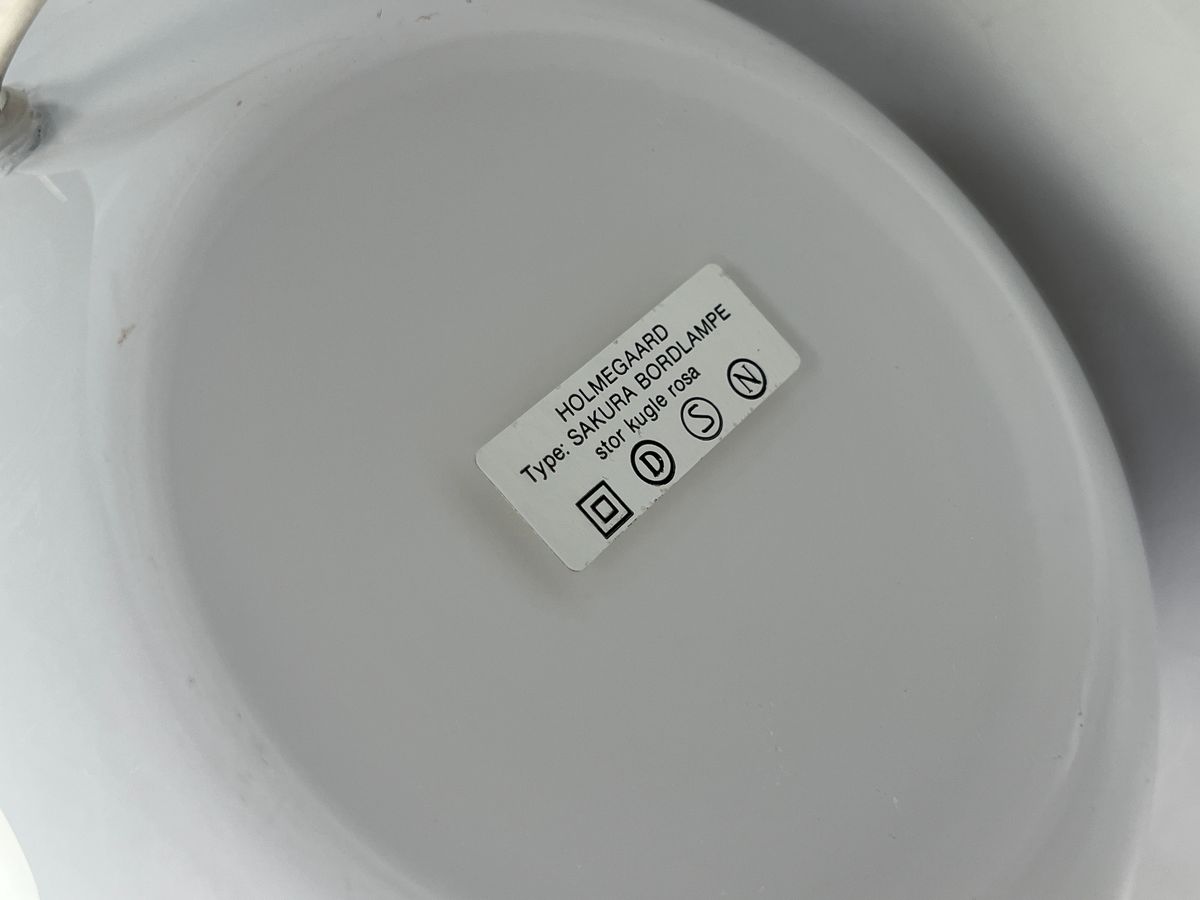 HOLMEGAARD
Type: SAKURA BORDLAMPE
stor kugle rosa
D S N